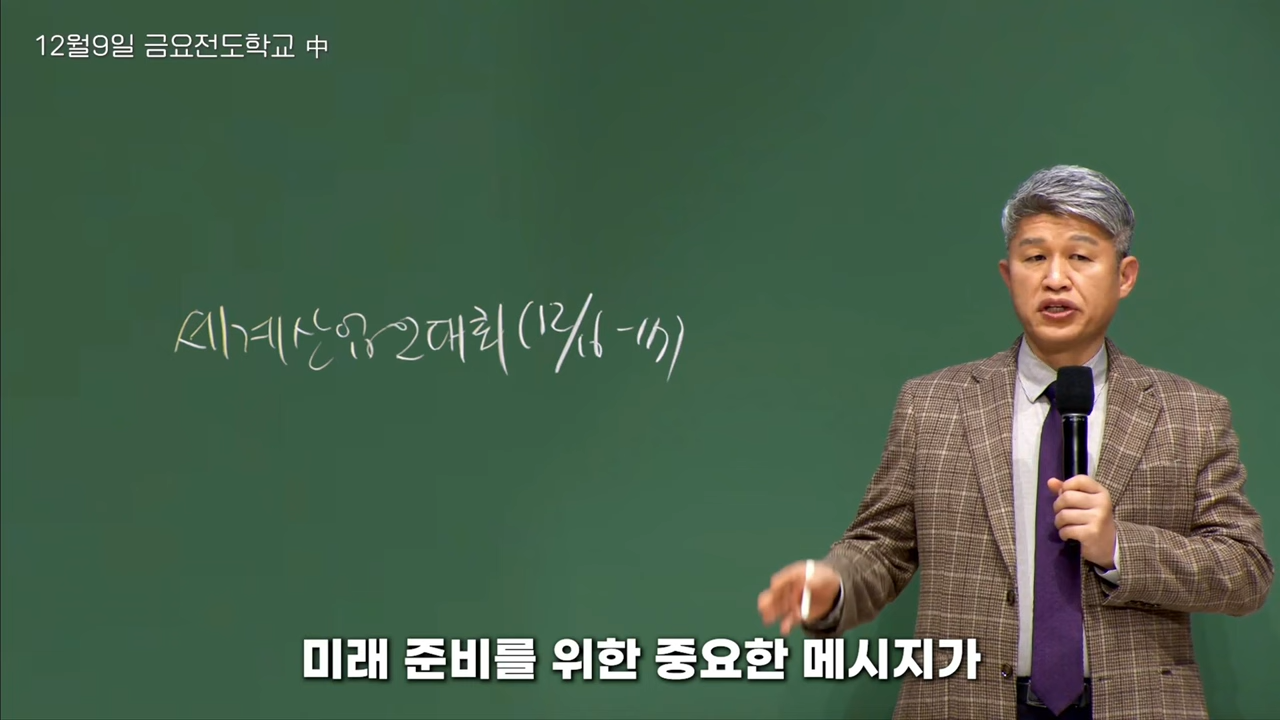 12월9일 금요전도학교 中
세계산업인대회(12/16-17)
미래 준비를 위한 중요한 메시지가